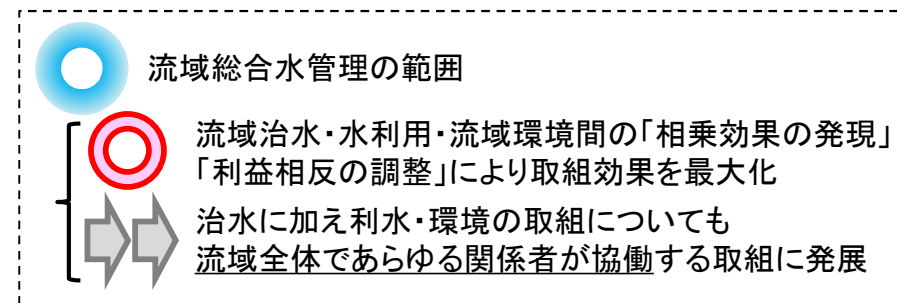 流域総合水管理の範囲
流域治水・水利用・流域環境間の「相乗効果の発現」
「利益相反の調整」により取組効果を最大化
治水に加え利水・環境の取組についても
流域全体であらゆる関係者が協働する取組に発展